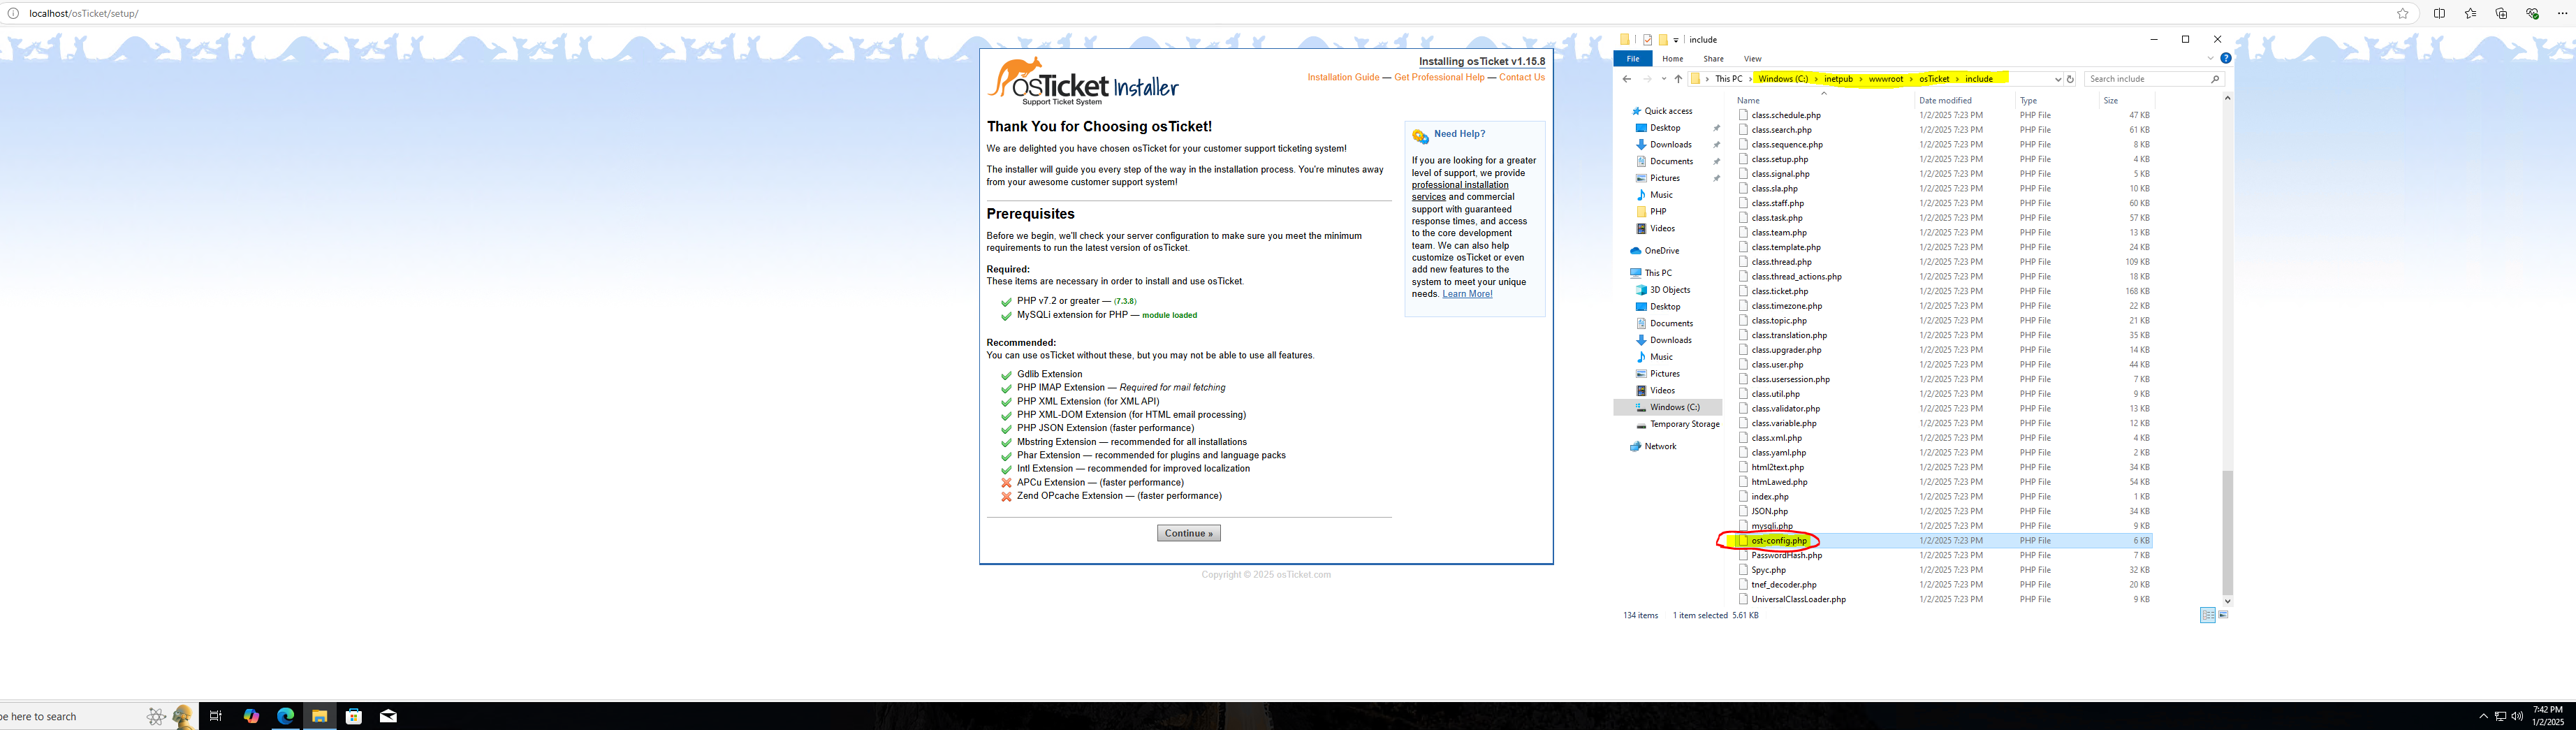 localhost/osTicket/setup/
osTicket Installer
Support Ticket System
Installing osTicket v1.15.8
Installation Guide — Get Professional Help — Contact Us
Thank You for Choosing osTicket!
We are delighted you have chosen osTicket for your customer support ticketing system!
The installer will guide you every step of the way in the installation process. You're minutes away
from your awesome customer support system!
Prerequisites
Before we begin, we'll check your server configuration to make sure you meet the minimum
requirements to run the latest version of osTicket.
Required:
These items are necessary in order to install and use osTicket.
PHP v7.2 or greater — (7.3.8)
MySQLi extension for PHP — module loaded
Recommended:
You can use osTicket without these, but you may not be able to use all features.
Gdlib Extension
PHP IMAP Extension — Required for mail fetching
PHP XML Extension (for XML API)
PHP XML-DOM Extension (for HTML email processing)
PHP JSON Extension (faster performance)
Mbstring Extension — recommended for all installations
Phar Extension — recommended for plugins and language packs
Intl Extension — recommended for improved localization
APCu Extension — (faster performance)
Zend OPcache Extension — (faster performance)
Continue »
Need Help?
If you are looking for a greater
level of support, we provide
professional installation
services and commercial
support with guaranteed
response times, and access
to the core development
team. We can also help
customize osTicket or even
add new features to the
system to meet your unique
needs. Learn More!
Copyright © 2025 osTicket.com
include
File Home Share View
This PC > Windows (C:) > inetpub > wwwroot > osTicket > include
Search include
Quick access
Desktop
Downloads
Documents
Pictures
Music
PHP
Videos
OneDrive
This PC
3D Objects
Desktop
Documents
Downloads
Music
Pictures
Videos
Windows (C:)
Temporary Storage
Network
Name Date modified Type Size
class.schedule.php 1/2/2025 7:23 PM PHP File 47 KB
class.search.php 1/2/2025 7:23 PM PHP File 61 KB
class.sequence.php 1/2/2025 7:23 PM PHP File 8 KB
class.setup.php 1/2/2025 7:23 PM PHP File 4 KB
class.signal.php 1/2/2025 7:23 PM PHP File 5 KB
class.sla.php 1/2/2025 7:23 PM PHP File 10 KB
class.staff.php 1/2/2025 7:23 PM PHP File 60 KB
class.task.php 1/2/2025 7:23 PM PHP File 57 KB
class.team.php 1/2/2025 7:23 PM PHP File 13 KB
class.template.php 1/2/2025 7:23 PM PHP File 24 KB
class.thread.php 1/2/2025 7:23 PM PHP File 109 KB
class.thread_actions.php 1/2/2025 7:23 PM PHP File 18 KB
class.ticket.php 1/2/2025 7:23 PM PHP File 168 KB
class.timezone.php 1/2/2025 7:23 PM PHP File 22 KB
class.topic.php 1/2/2025 7:23 PM PHP File 21 KB
class.translation.php 1/2/2025 7:23 PM PHP File 35 KB
class.upgrader.php 1/2/2025 7:23 PM PHP File 14 KB
class.user.php 1/2/2025 7:23 PM PHP File 44 KB
class.usersession.php 1/2/2025 7:23 PM PHP File 7 KB
class.util.php 1/2/2025 7:23 PM PHP File 9 KB
class.validator.php 1/2/2025 7:23 PM PHP File 13 KB
class.variable.php 1/2/2025 7:23 PM PHP File 12 KB
class.xml.php 1/2/2025 7:23 PM PHP File 4 KB
class.yaml.php 1/2/2025 7:23 PM PHP File 2 KB
html2text.php 1/2/2025 7:23 PM PHP File 34 KB
htmLawed.php 1/2/2025 7:23 PM PHP File 54 KB
index.php 1/2/2025 7:23 PM PHP File 1 KB
JSON.php 1/2/2025 7:23 PM PHP File 34 KB
mysqli.php 1/2/2025 7:23 PM PHP File 9 KB
ost-config.php 1/2/2025 7:23 PM PHP File 6 KB
PasswordHash.php 1/2/2025 7:23 PM PHP File 7 KB
Spyc.php 1/2/2025 7:23 PM PHP File 32 KB
tnef_decoder.php 1/2/2025 7:23 PM PHP File 20 KB
UniversalClassLoader.php 1/2/2025 7:23 PM PHP File 9 KB
134 items 1 item selected 5.61 KB
pe here to search
7:42 PM
1/2/2025